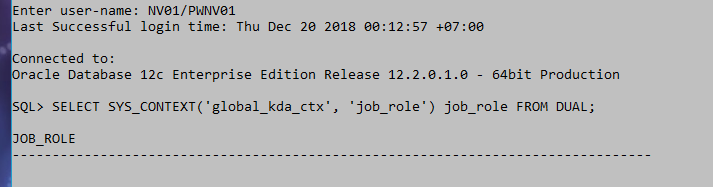 Enter user-name: NV01/PWNV01
Last Successful login time: Thu Dec 20 2018 00:12:57 +07:00
Connected to:
Oracle Database 12c Enterprise Edition Release 12.2.0.1.0 - 64bit Production
SQL> SELECT SYS_CONTEXT('global_kda_ctx', 'job_role') job_role FROM DUAL;
JOB_ROLE
--------------------------------------------------------------------------------